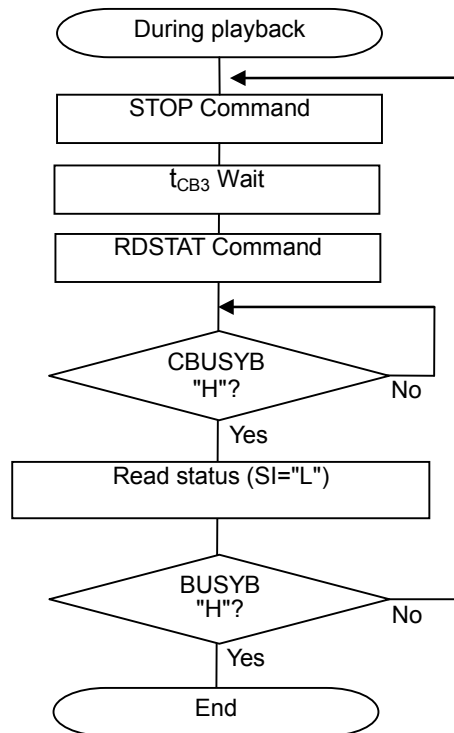 During playback
STOP Command
tCB3 Wait
RDSTAT Command
CBUSYB
"H"?
No
Yes
Read status (SI="L")
BUSYB
"H"?
No
Yes
End